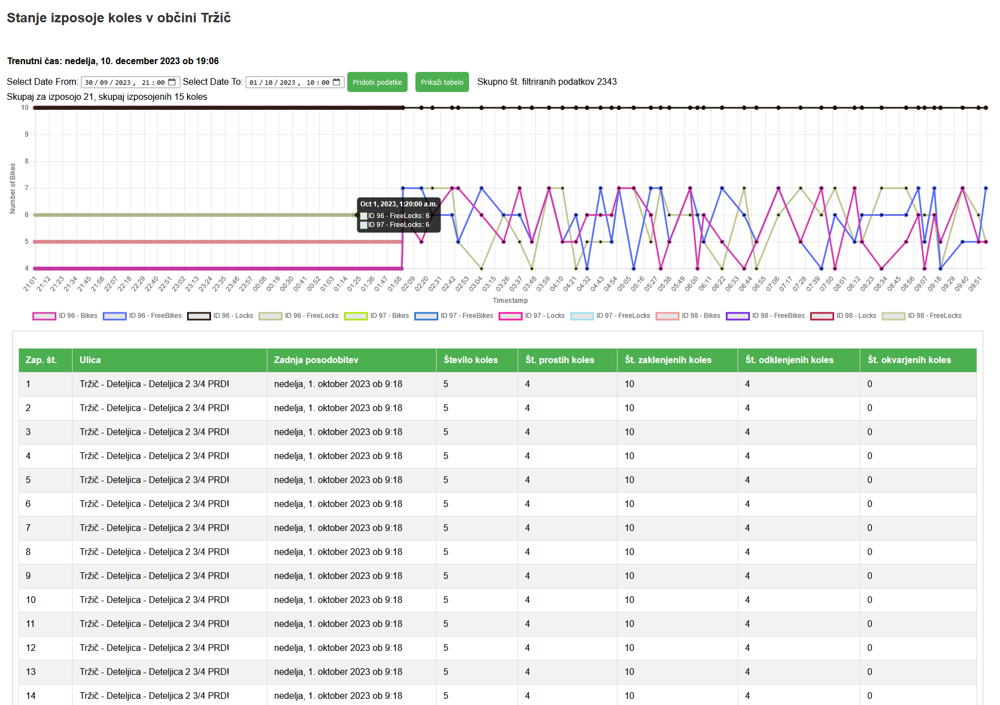 Stanje izposoje koles v občini Tržič
Trenutni čas: nedelja, 10. december 2023 ob 19:06
Select Date From: 30/09/2023, 21:00 Select Date To: 01/10/2023, 10:00 Pridobi podatke Prikaži tabelo Skupno št. filtriranih podatkov 2343
Skupaj za izposojo 21, skupaj izposojenih 15 koles
10
9
8
7
6
5
4
Number of Bikes
Oct 1, 2023, 1:20:00 a.m.
ID 96 - FreeLocks: 6
ID 97 - FreeLocks: 6
21:01 21:12 21:23 21:34 21:45 21:56 22:07 22:18 22:29 22:40 22:51 23:02 23:13 23:24 23:35 23:46 23:57 00:08 00:19 00:30 00:41 00:52 01:03 01:14 01:25 01:36 01:47 01:58 02:09 02:20 02:31 02:42 02:53 03:04 03:15 03:26 03:37 03:48 03:59 04:10 04:21 04:32 04:43 04:54 05:05 05:16 05:27 05:38 05:49 06:00 06:11 06:22 06:33 06:44 06:55 07:06 07:17 07:28 07:39 07:50 08:01 08:12 08:23 08:34 08:45 08:56 09:07 09:18 09:29 09:40 09:51
Timestamp
ID 96 - Bikes ID 96 - FreeBikes ID 96 - Locks ID 96 - FreeLocks ID 97 - Bikes ID 97 - FreeBikes ID 97 - Locks ID 97 - FreeLocks ID 98 - Bikes ID 98 - FreeBikes ID 98 - Locks ID 98 - FreeLocks
Zap. št. Ulica Zadnja posodobitev Število koles Št. prostih koles Št. zaklenjenih koles Št. odklenjenih koles Št. okvarjenih koles
1 Tržič - Deteljica - Deteljica 2 3/4 PRD! nedelja, 1. oktober 2023 ob 9:18 5 4 10 4 0
2 Tržič - Deteljica - Deteljica 2 3/4 PRD! nedelja, 1. oktober 2023 ob 9:18 5 4 10 4 0
3 Tržič - Deteljica - Deteljica 2 3/4 PRD! nedelja, 1. oktober 2023 ob 9:18 5 4 10 4 0
4 Tržič - Deteljica - Deteljica 2 3/4 PRD! nedelja, 1. oktober 2023 ob 9:18 5 4 10 4 0
5 Tržič - Deteljica - Deteljica 2 3/4 PRD! nedelja, 1. oktober 2023 ob 9:18 5 4 10 4 0
6 Tržič - Deteljica - Deteljica 2 3/4 PRD! nedelja, 1. oktober 2023 ob 9:18 5 4 10 4 0
7 Tržič - Deteljica - Deteljica 2 3/4 PRD! nedelja, 1. oktober 2023 ob 9:18 5 4 10 4 0
8 Tržič - Deteljica - Deteljica 2 3/4 PRD! nedelja, 1. oktober 2023 ob 9:18 5 4 10 4 0
9 Tržič - Deteljica - Deteljica 2 3/4 PRD! nedelja, 1. oktober 2023 ob 9:18 5 4 10 4 0
10 Tržič - Deteljica - Deteljica 2 3/4 PRD! nedelja, 1. oktober 2023 ob 9:18 5 4 10 4 0
11 Tržič - Deteljica - Deteljica 2 3/4 PRD! nedelja, 1. oktober 2023 ob 9:18 5 4 10 4 0
12 Tržič - Deteljica - Deteljica 2 3/4 PRD! nedelja, 1. oktober 2023 ob 9:18 5 4 10 4 0
13 Tržič - Deteljica - Deteljica 2 3/4 PRD! nedelja, 1. oktober 2023 ob 9:18 5 4 10 4 0
14 Tržič - Deteljica - Deteljica 2 3/4 PRD! nedelja, 1. oktober 2023 ob 9:18 5 4 10 4 0